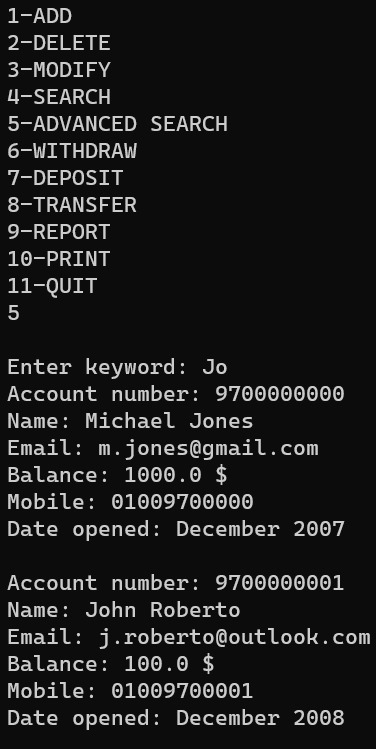 1-ADD
2-DELETE
3-MODIFY
4-SEARCH
5-ADVANCED SEARCH
6-WITHDRAW
7-DEPOSIT
8-TRANSFER
9-REPORT
10-PRINT
11-QUIT
5
Enter keyword: Jo
Account number: 9700000000
Name: Michael Jones
Email: m.jones@gmail.com
Balance: 1000.0 $
Mobile: 01009700000
Date opened: December 2007
Account number: 9700000001
Name: John Roberto
Email: j.roberto@outlook.com
Balance: 100.0 $
Mobile: 01009700001
Date opened: December 2008